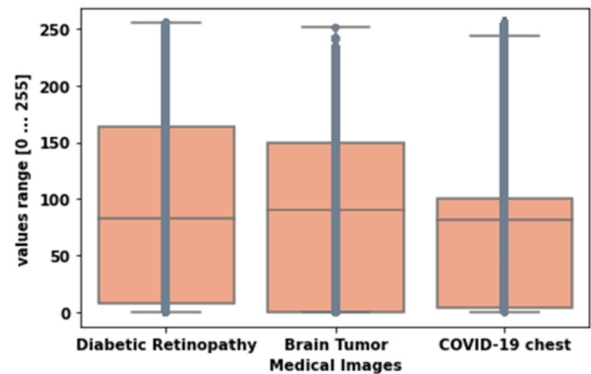 values range [0 ... 255]
250
200
150
100
50
0
Diabetic Retinopathy Brain Tumor COVID-19 chest
Medical Images